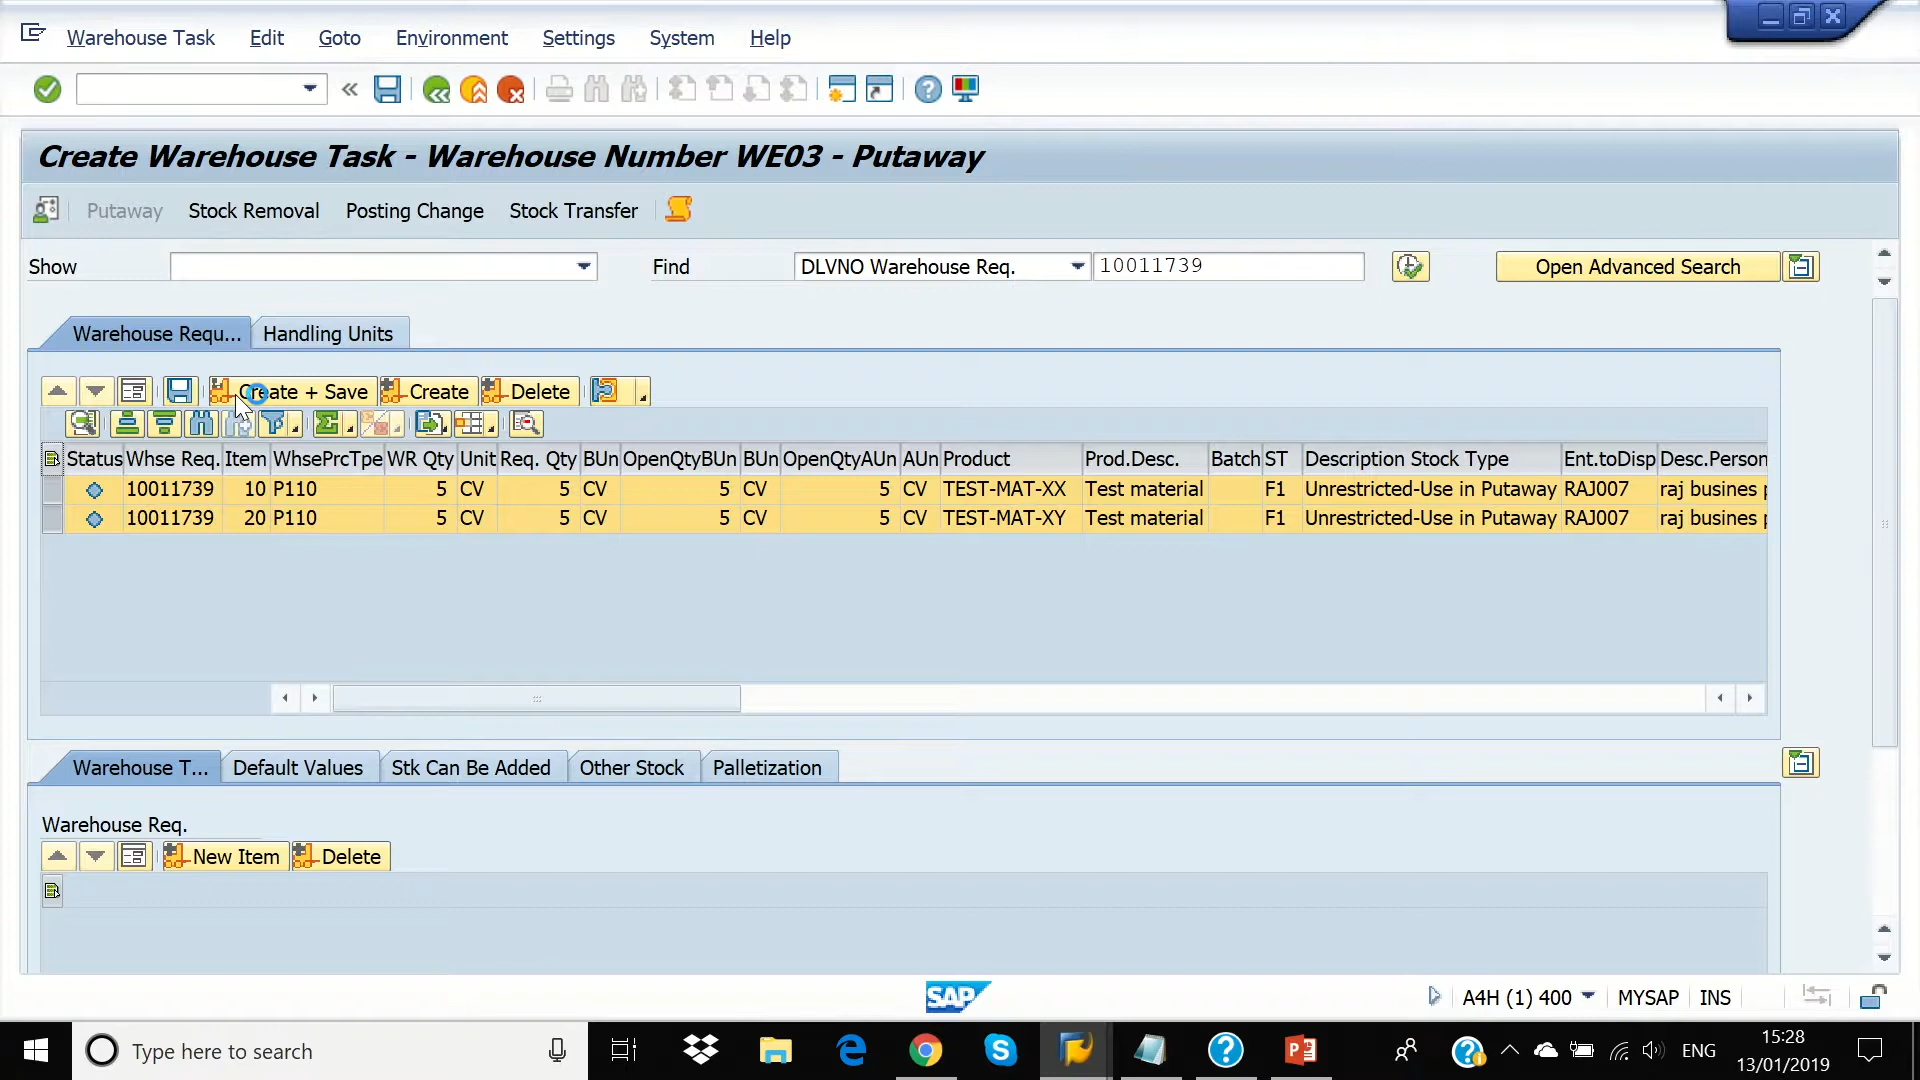 Warehouse Task Edit Goto Environment Settings System Help
Create Warehouse Task - Warehouse Number WE03 - Putaway
Putaway Stock Removal Posting Change Stock Transfer
Show Find DLVNO Warehouse Req. 10011739 Open Advanced Search
Warehouse Requ... Handling Units
Create + Save Create Delete
Status Whse Req. Item WhsePrcTpe WR Qty Unit Req. Qty BUn OpenQtyBUn BUn OpenQtyAUn AUn Product Prod.Desc. Batch ST Description Stock Type Ent.toDisp Desc.Person
10011739 10 P110 5 CV 5 CV 5 CV 5 CV TEST-MAT-XX Test material F1 Unrestricted-Use in Putaway RAJ007 raj busines p
10011739 20 P110 5 CV 5 CV 5 CV 5 CV TEST-MAT-XY Test material F1 Unrestricted-Use in Putaway RAJ007 raj busines p
Warehouse T... Default Values Stk Can Be Added Other Stock Palletization
Warehouse Req.
New Item Delete
SAP A4H (1) 400 MYSAP INS
Type here to search ENG 15:28
13/01/2019